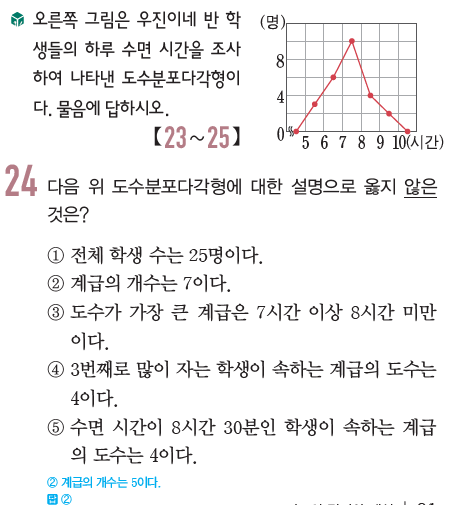 오른쪽 그림은 우진이네 반 학
생들의 하루 수면 시간을 조사
하여 나타낸 도수분포다각형이
다. 물음에 답하시오.
【23~25】
(명)
8
4
0
5 6 7 8 9 10(시간)
24
다음 위 도수분포다각형에 대한 설명으로 옳지 않은
것은?
① 전체 학생 수는 25명이다.
② 계급의 개수는 7이다.
③ 도수가 가장 큰 계급은 7시간 이상 8시간 미만
이다.
④ 3번째로 많이 자는 학생이 속하는 계급의 도수는
4이다.
⑤ 수면 시간이 8시간 30분인 학생이 속하는 계급
의 도수는 4이다.
② 계급의 개수는 5이다.
답 ②